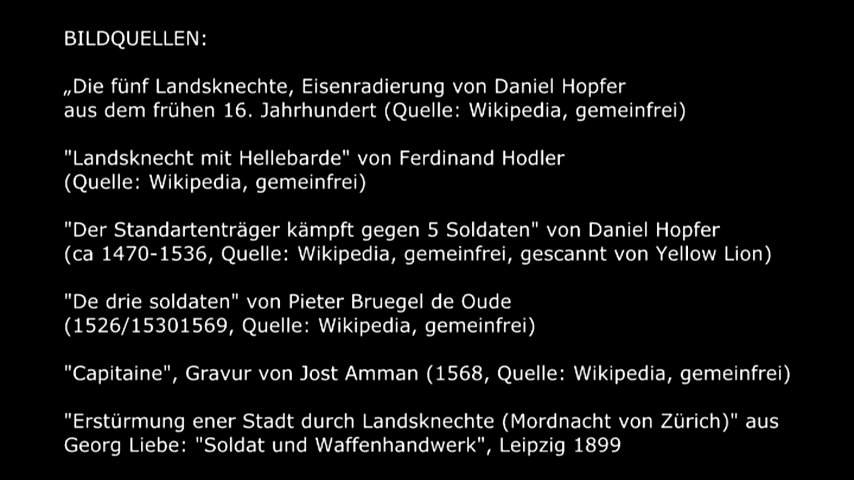 BILDQUELLEN:
„Die fünf Landsknechte, Eisenradierung von Daniel Hopfer
aus dem frühen 16. Jahrhundert (Quelle: Wikipedia, gemeinfrei)
"Landsknecht mit Hellebarde" von Ferdinand Hodler
(Quelle: Wikipedia, gemeinfrei)
"Der Standartenträger kämpft gegen 5 Soldaten" von Daniel Hopfer
(ca 1470-1536, Quelle: Wikipedia, gemeinfrei, gescannt von Yellow Lion)
"De drie soldaten" von Pieter Bruegel de Oude
(1526/15301569, Quelle: Wikipedia, gemeinfrei)
"Capitaine", Gravur von Jost Amman (1568, Quelle: Wikipedia, gemeinfrei)
"Erstürmung ener Stadt durch Landsknechte (Mordnacht von Zürich)" aus
Georg Liebe: "Soldat und Waffenhandwerk", Leipzig 1899